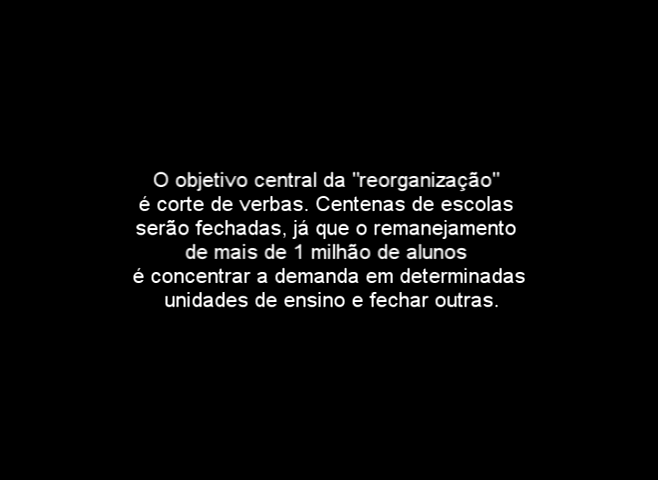 O objetivo central da "reorganização"
é corte de verbas. Centenas de escolas
serão fechadas, já que o remanejamento
de mais de 1 milhão de alunos
é concentrar a demanda em determinadas
unidades de ensino e fechar outras.